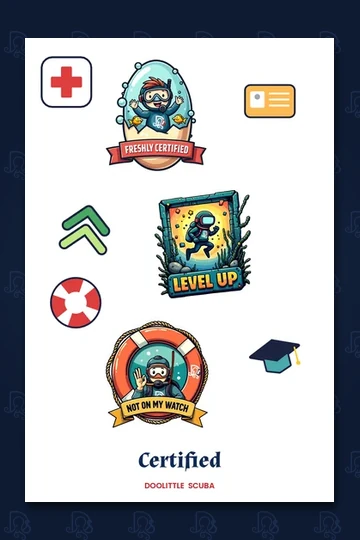 FRESHLY CERTIFIED
LEVEL UP
NOT ON MY WATCH
Certified
DOOLITTLE SCUBA